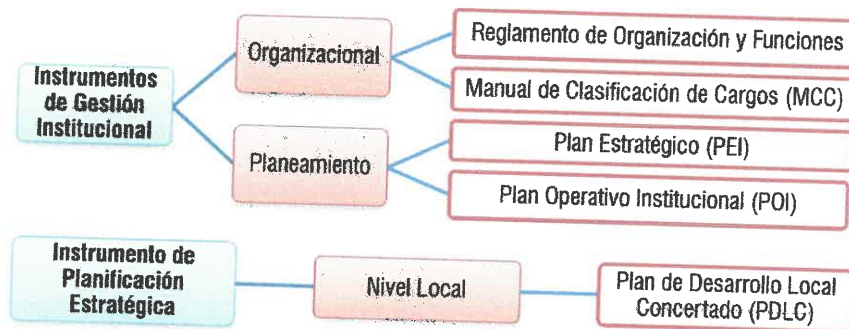 Instrumentos
de Gestión
Institucional
Organizacional
Reglamento de Organización y Funciones
Manual de Clasificación de Cargos (MCC)
Planeamiento
Plan Estratégico (PEI)
Plan Operativo Institucional (POI)
Instrumento de
Planificación
Estratégica
Nivel Local
Plan de Desarrollo Local
Concertado (PDLC)